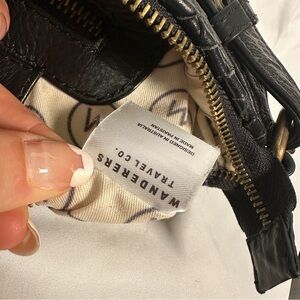 WANDERERS
TRAVEL CO.
DESIGNED IN AUSTRALIA
MADE IN PAKISTAN